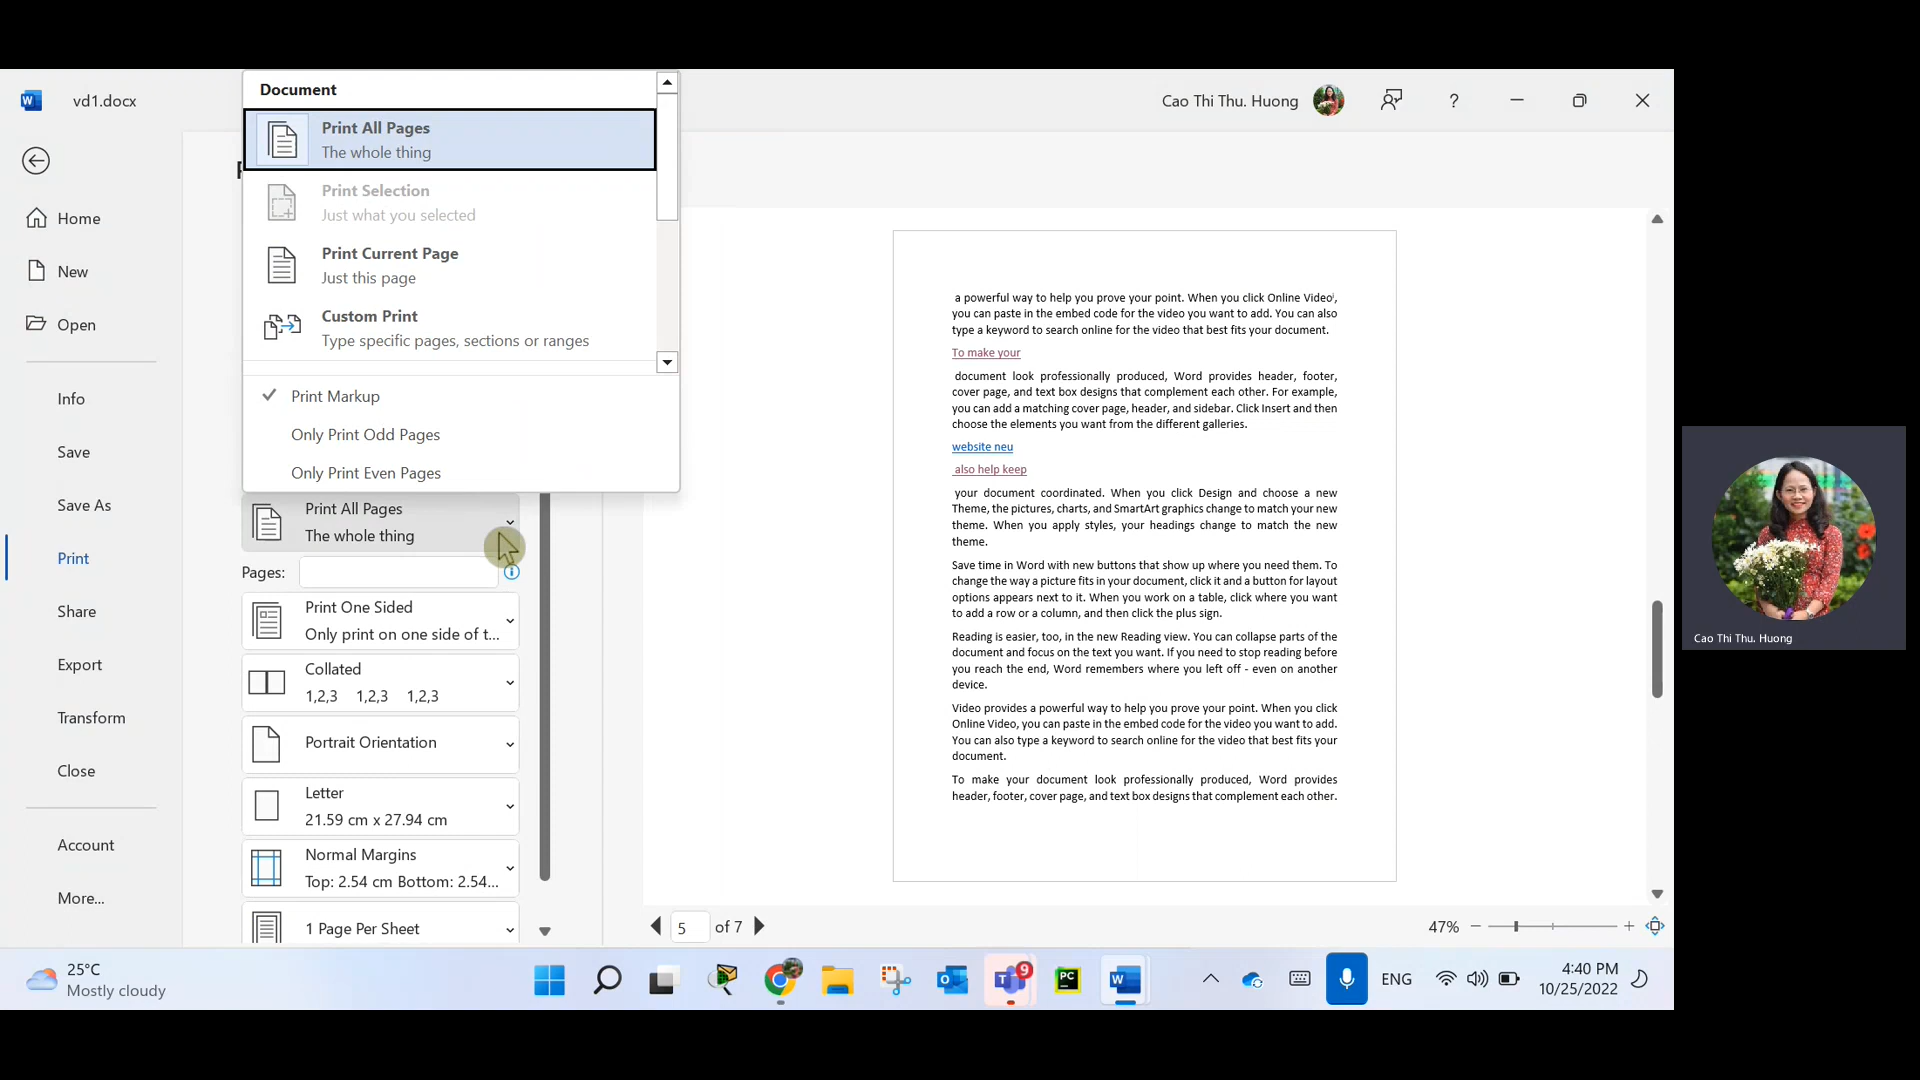 vd1.docx
Cao Thi Thu. Huong
?
Home
New
Open
Info
Save
Save As
Print
Share
Export
Transform
Close
Account
More...
Document
Print All Pages
The whole thing
Print Selection
Just what you selected
Print Current Page
Just this page
Custom Print
Type specific pages, sections or ranges
Print Markup
Only Print Odd Pages
Only Print Even Pages
Print All Pages
The whole thing
Pages:
Print One Sided
Only print on one side of t...
Collated
1,2,3 1,2,3 1,2,3
Portrait Orientation
Letter
21.59 cm x 27.94 cm
Normal Margins
Top: 2.54 cm Bottom: 2.54...
1 Page Per Sheet
a powerful way to help you prove your point. When you click Online Videoⁱ,
you can paste in the embed code for the video you want to add. You can also
type a keyword to search online for the video that best fits your document.
To make your
document look professionally produced, Word provides header, footer,
cover page, and text box designs that complement each other. For example,
you can add a matching cover page, header, and sidebar. Click Insert and then
choose the elements you want from the different galleries.
website neu
also help keep
your document coordinated. When you click Design and choose a new
Theme, the pictures, charts, and SmartArt graphics change to match your new
theme. When you apply styles, your headings change to match the new
theme.
Save time in Word with new buttons that show up where you need them. To
change the way a picture fits in your document, click it and a button for layout
options appears next to it. When you work on a table, click where you want
to add a row or a column, and then click the plus sign.
Reading is easier, too, in the new Reading view. You can collapse parts of the
document and focus on the text you want. If you need to stop reading before
you reach the end, Word remembers where you left off - even on another
device.
Video provides a powerful way to help you prove your point. When you click
Online Video, you can paste in the embed code for the video you want to add.
You can also type a keyword to search online for the video that best fits your
document.
To make your document look professionally produced, Word provides
header, footer, cover page, and text box designs that complement each other.
5 of 7
47%
Cao Thi Thu. Huong
25°C
Mostly cloudy
9
PC
W
ENG
4:40 PM
10/25/2022